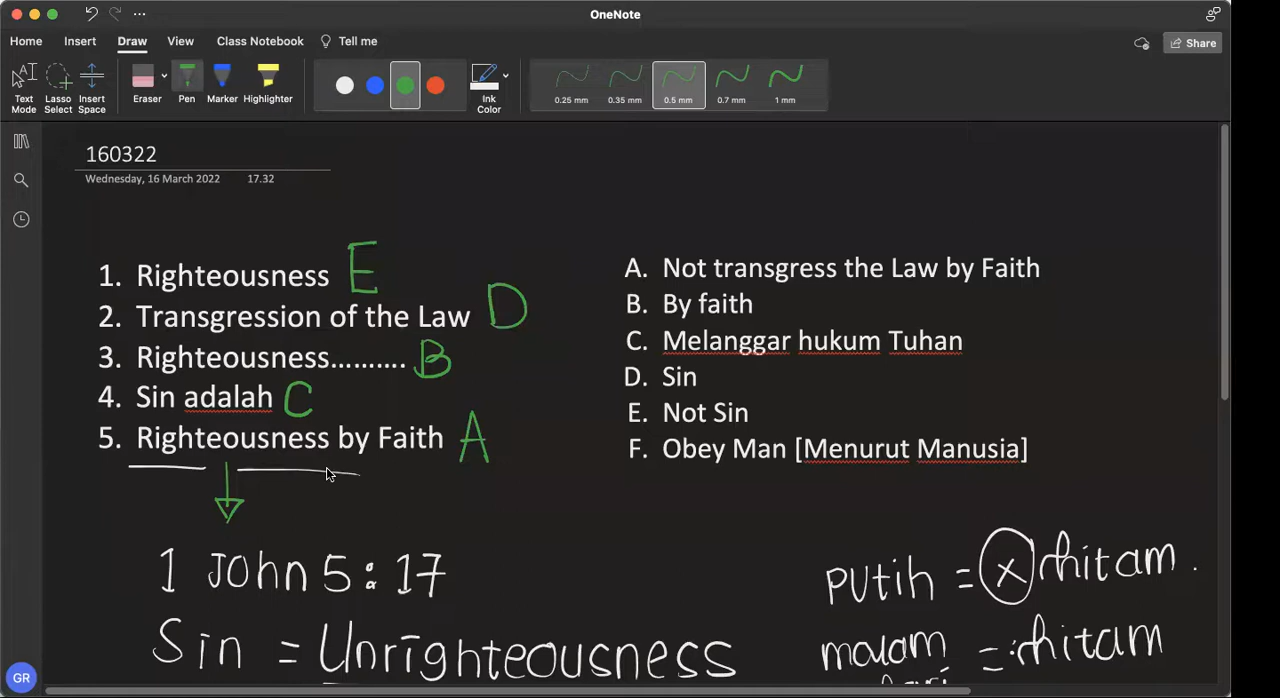 OneNote
Home Insert Draw View Class Notebook Tell me
Share
Text Mode
Lasso Select
Insert Space
Eraser
Pen
Marker
Highlighter
Ink Color
0.25 mm
0.35 mm
0.5 mm
0.7 mm
1 mm
160322
Wednesday, 16 March 2022 17.32
1. Righteousness E
2. Transgression of the Law D
3. Righteousness.......... B
4. Sin adalah C
5. Righteousness by Faith A
A. Not transgress the Law by Faith
B. By faith
C. Melanggar hukum Tuhan
D. Sin
E. Not Sin
F. Obey Man [Menurut Manusia]
1 John 5:17
Sin = Unrighteousness
putih = x hitam.
malam = hitam
GR